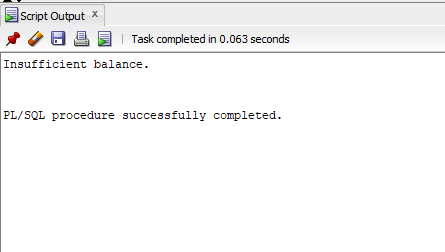 Script Output x
Task completed in 0.063 seconds
Insufficient balance.
PL/SQL procedure successfully completed.